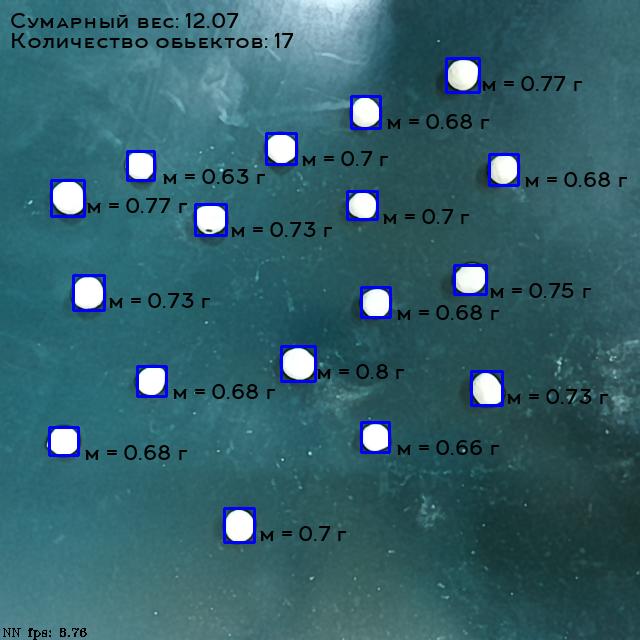 Сумарный вес: 12.07
Количество обьектов: 17
м = 0.77 г
м = 0.68 г
м = 0.7 г
м = 0.63 г
м = 0.68 г
м = 0.77 г
м = 0.7 г
м = 0.73 г
м = 0.75 г
м = 0.73 г
м = 0.68 г
м = 0.8 г
м = 0.68 г
м = 0.73 г
м = 0.66 г
м = 0.68 г
м = 0.7 г
NN fps: 8.76